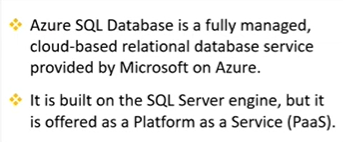 Azure SQL Database is a fully managed,
cloud-based relational database service
provided by Microsoft on Azure.
It is built on the SQL Server engine, but it
is offered as a Platform as a Service (PaaS).